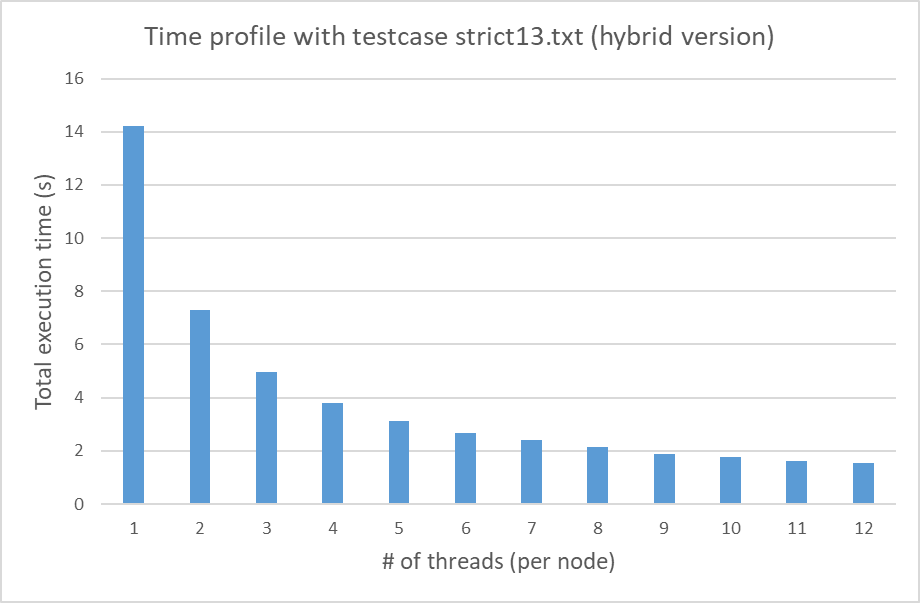 Time profile with testcase strict13.txt (hybrid version)
Total execution time (s)
16
14
12
10
8
6
4
2
0
1 2 3 4 5 6 7 8 9 10 11 12
# of threads (per node)